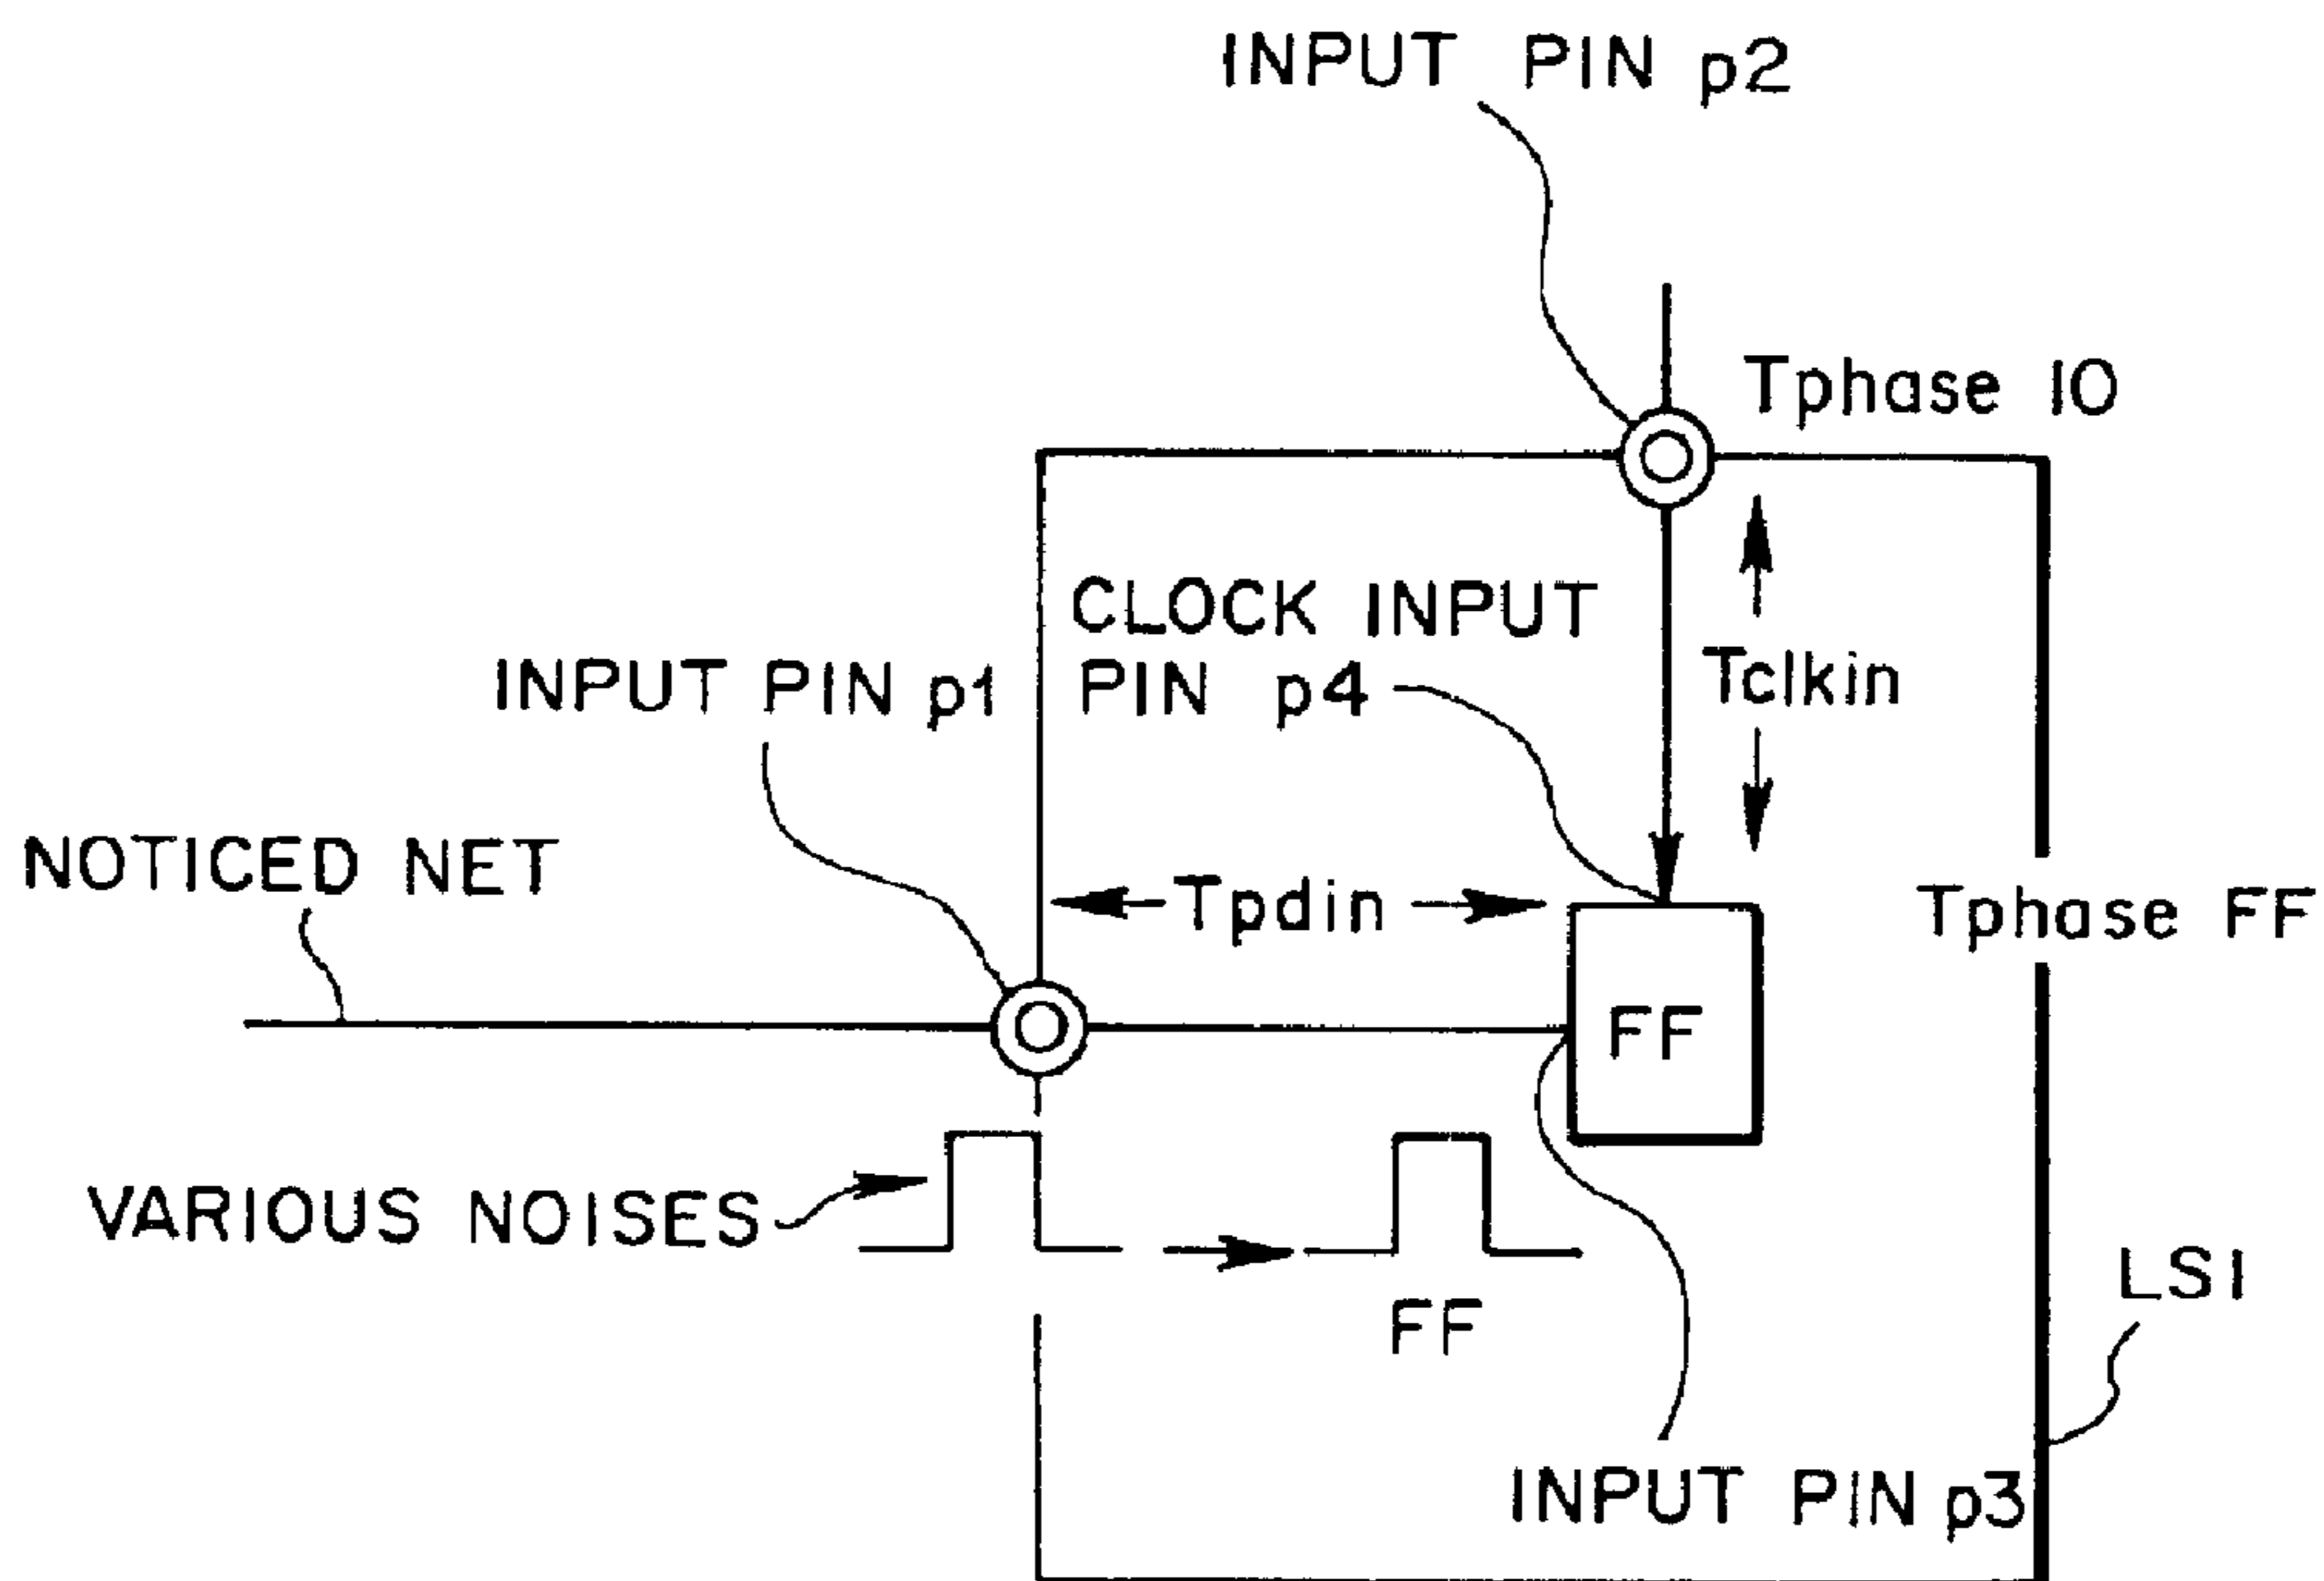 INPUT PIN p2
Tphase IO
CLOCK INPUT
PIN p4
INPUT PIN p1
Tclkin
NOTICED NET
Tpdin
Tphase FF
FF
VARIOUS NOISES
FF
LSI
INPUT PIN p3